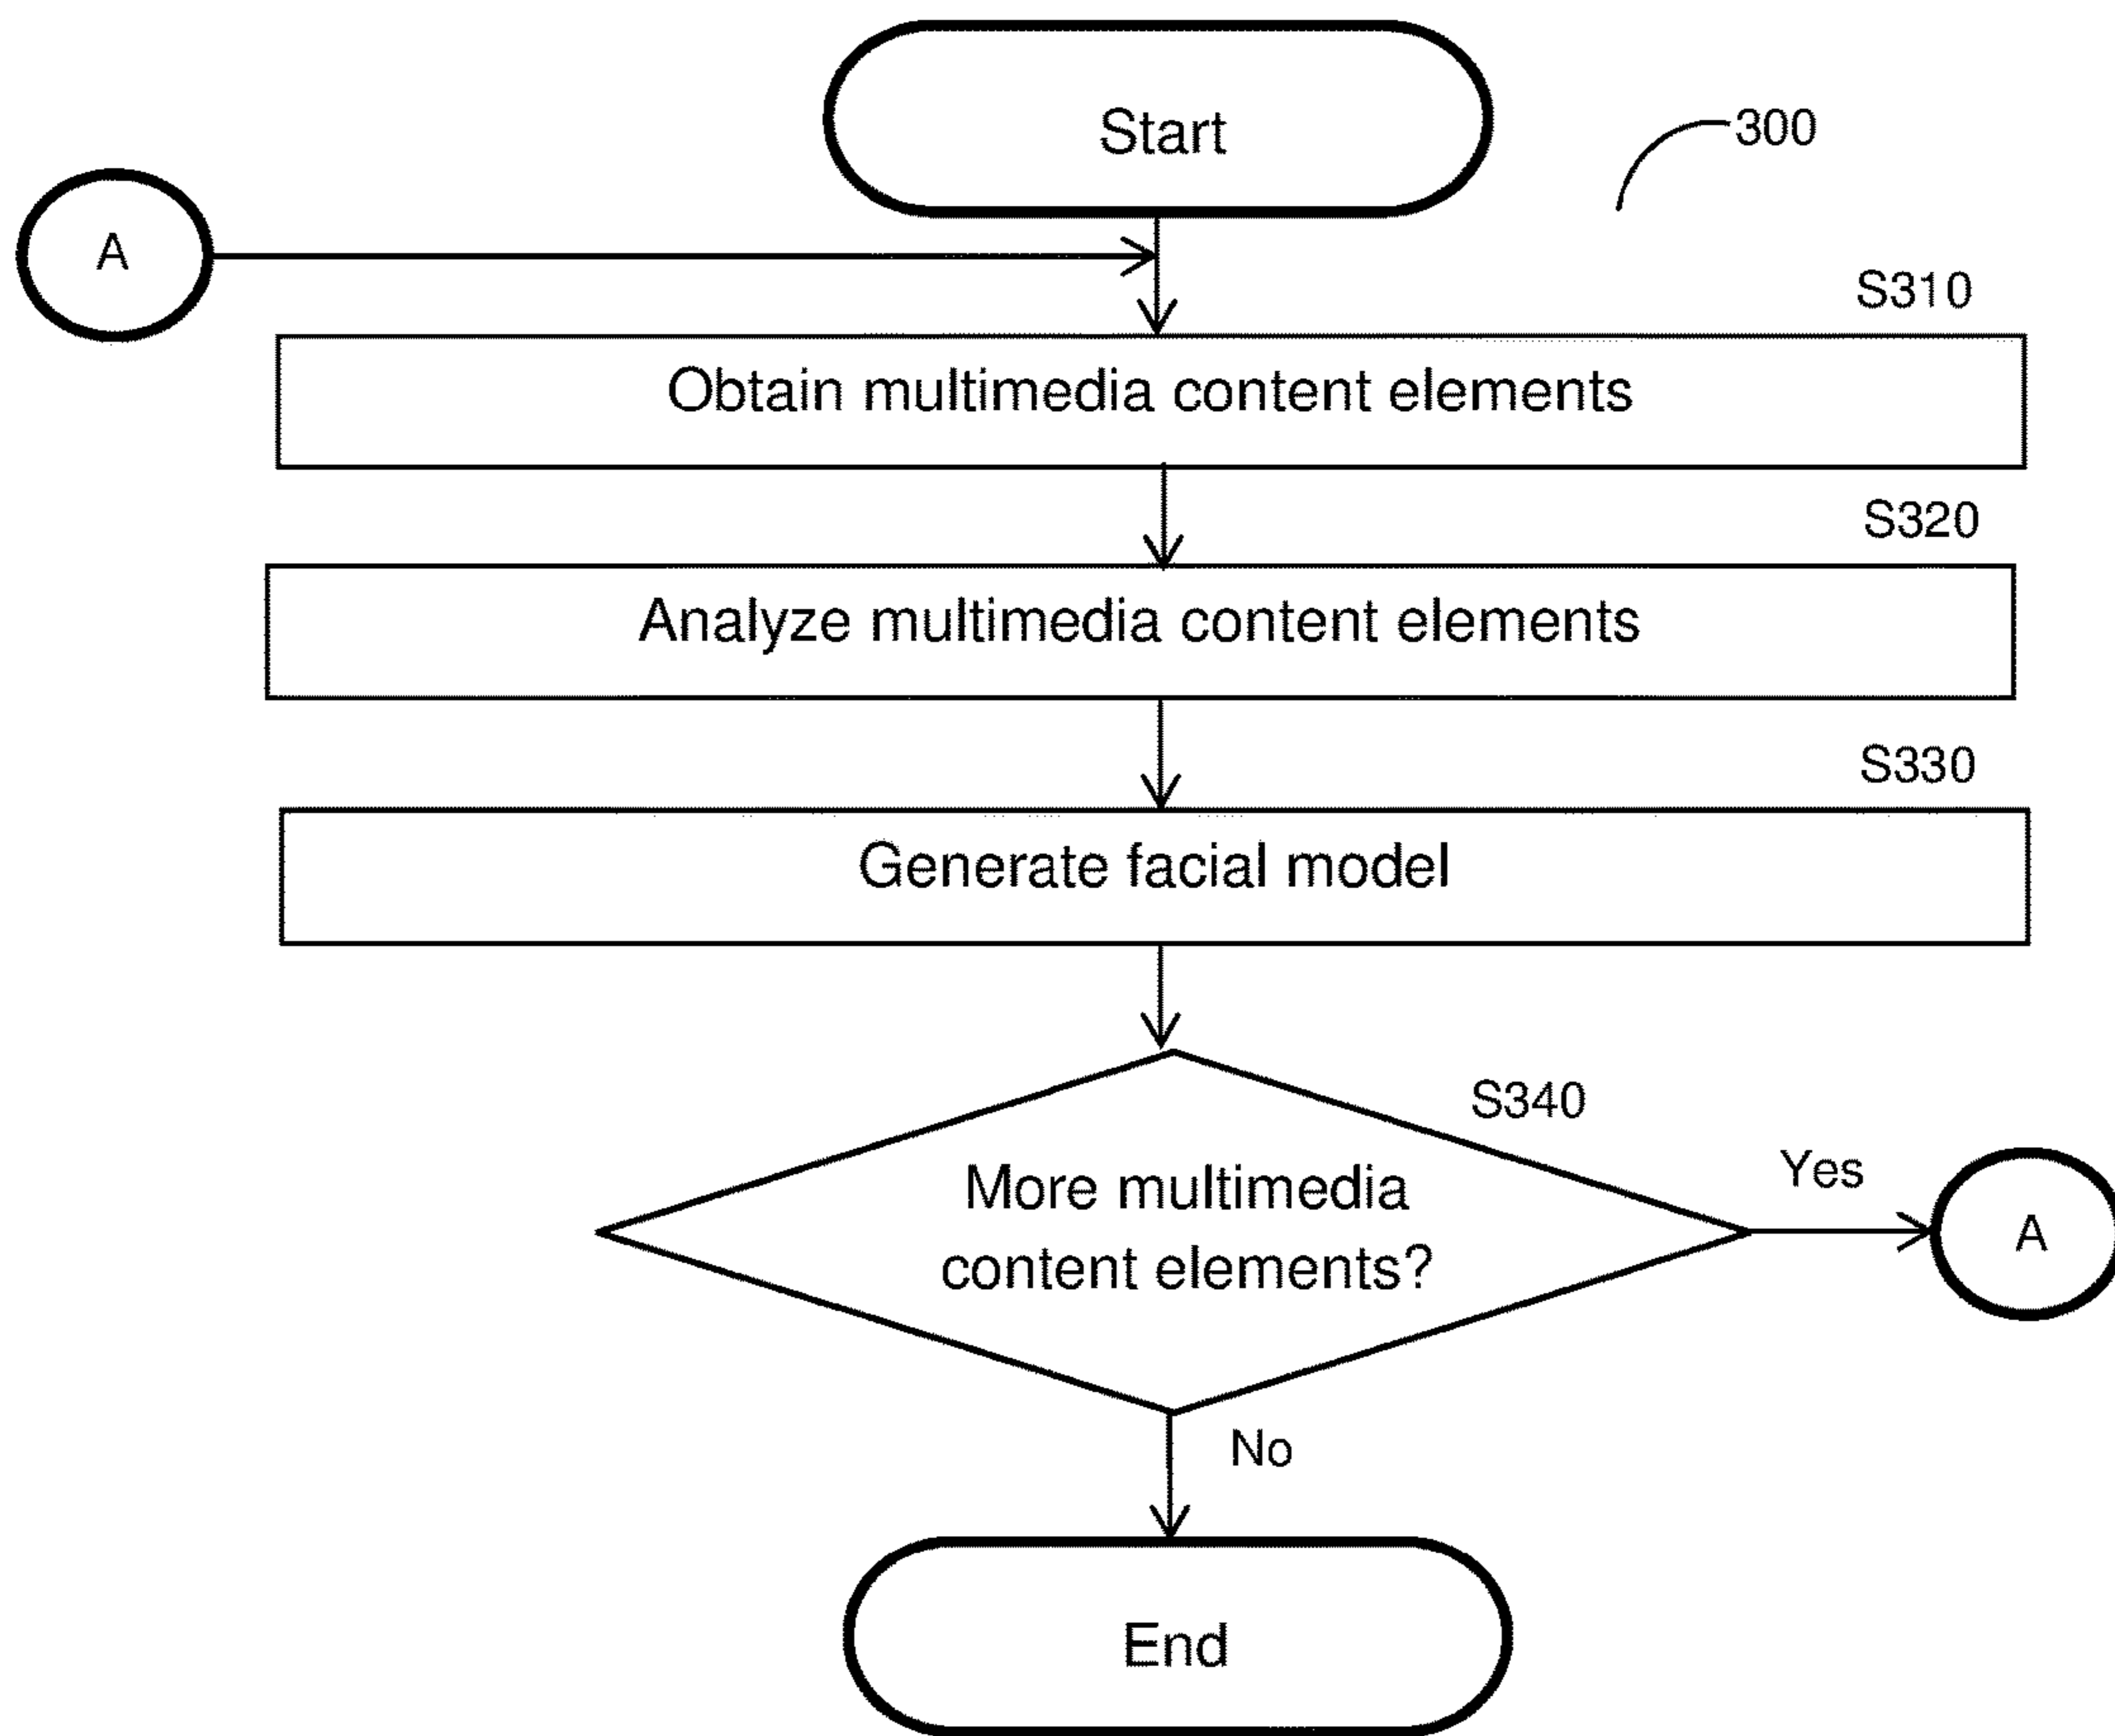 Start
300
A
S310
Obtain multimedia content elements
S320
Analyze multimedia content elements
S330
Generate facial model
S340
More multimedia
content elements?
Yes
A
No
End